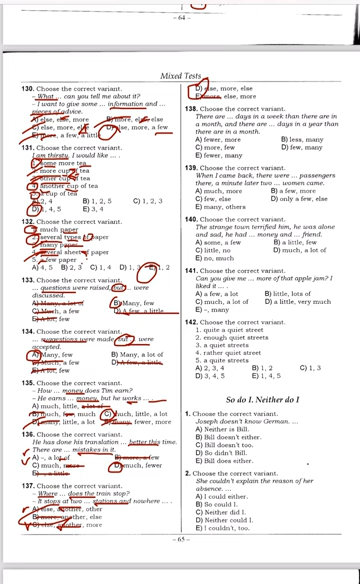 – 64 –
Mixed Tests
130. Choose the correct variant.
– What ... can you tell me about it?
– I want to give some ... information and ...
pieces of advice.
A) else, else, more
B) more, else, else
C) else, more, else
D) else, more, a few
E) more, a few, a little
131. Choose the correct variant.
I am thirsty. I would like ... .
1. some more tea
2. more cup of tea
3. other cup of tea
4. another cup of tea
5. a cup of tea
A) 2, 4
B) 1, 2, 5
C) 1, 2, 3
D) 1, 4, 5
E) 3, 4
132. Choose the correct variant.
1. much paper
2. several types of paper
3. many paper
4. several sheet of paper
5. a few paper
A) 4, 5
B) 2, 3
C) 1, 4
D) 1, 3
E) 1, 2
133. Choose the correct variant.
... questions were raised, but ... were
discussed.
A) Many, a lot of
B) Many, few
C) Much, a few
D) A few, a little
E) A lot, few
134. Choose the correct variant.
... suggestions were made but ... were
accepted.
A) Many, few
B) Many, a lot of
C) Much, a few
D) A few, a little
E) A lot, few
135. Choose the correct variant.
– How ... money does Tim earn?
– He earns ... money, but he works ... .
A) much, little, a lot of
B) much, few, much
C) much, little, a lot
D) many, little, a lot
E) many, fewer, more
136. Choose the correct variant.
He has done his translation ... better this time.
There are ... mistakes in it.
A) –, a lot of
B) more, a few
C) much, more
D) much, fewer
E) –, a little
137. Choose the correct variant.
– Where ... does the train stop?
– It stops at two ... stations and nowhere ... .
A) else, another, other
B) more, another, else
C) else, another, more
D) else, more, else
E) more, else, more
138. Choose the correct variant.
There are ... days in a week than there are in
a month, and there are ... days in a year than
there are in a month.
A) fewer, more
B) less, many
C) more, few
D) few, many
E) fewer, many
139. Choose the correct variant.
When I came back, there were ... passengers
there, a minute later two ... women came.
A) much, more
B) a few, more
C) few, else
D) only a few, else
E) many, others
140. Choose the correct variant.
The strange town terrified him, he was alone
and sad, he had ... money and ... friend.
A) some, a few
B) a little, few
C) little, no
D) much, a lot of
E) no, much
141. Choose the correct variant.
Can you give me ... more of that apple jam? I
liked it ... .
A) a few, a lot
B) little, lots of
C) much, a lot of
D) a little, very much
E) –, many
142. Choose the correct variant.
1. quite a quiet street
2. enough quiet streets
3. a quiet streets
4. rather quiet street
5. a quiet streets
A) 2, 3, 4
B) 1, 2
C) 1, 3
D) 3, 4, 5
E) 1, 4, 5
So do I. Neither do I
1. Choose the correct variant.
Joseph doesn't know German. ...
A) Neither is Bill.
B) Bill doesn't either.
C) Bill doesn't too.
D) So didn't Bill.
E) Bill does either.
2. Choose the correct variant.
She couldn't explain the reason of her
absence. ...
A) I could either.
B) So could I.
C) Neither did I.
D) Neither could I.
E) I couldn't, too.
– 65 –